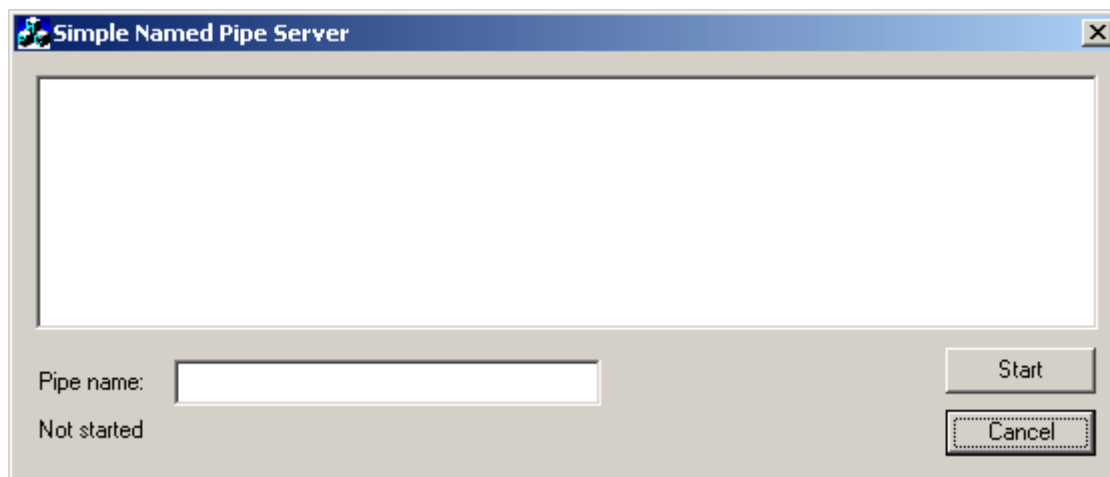 Simple Named Pipe Server
Pipe name:
Start
Not started
Cancel